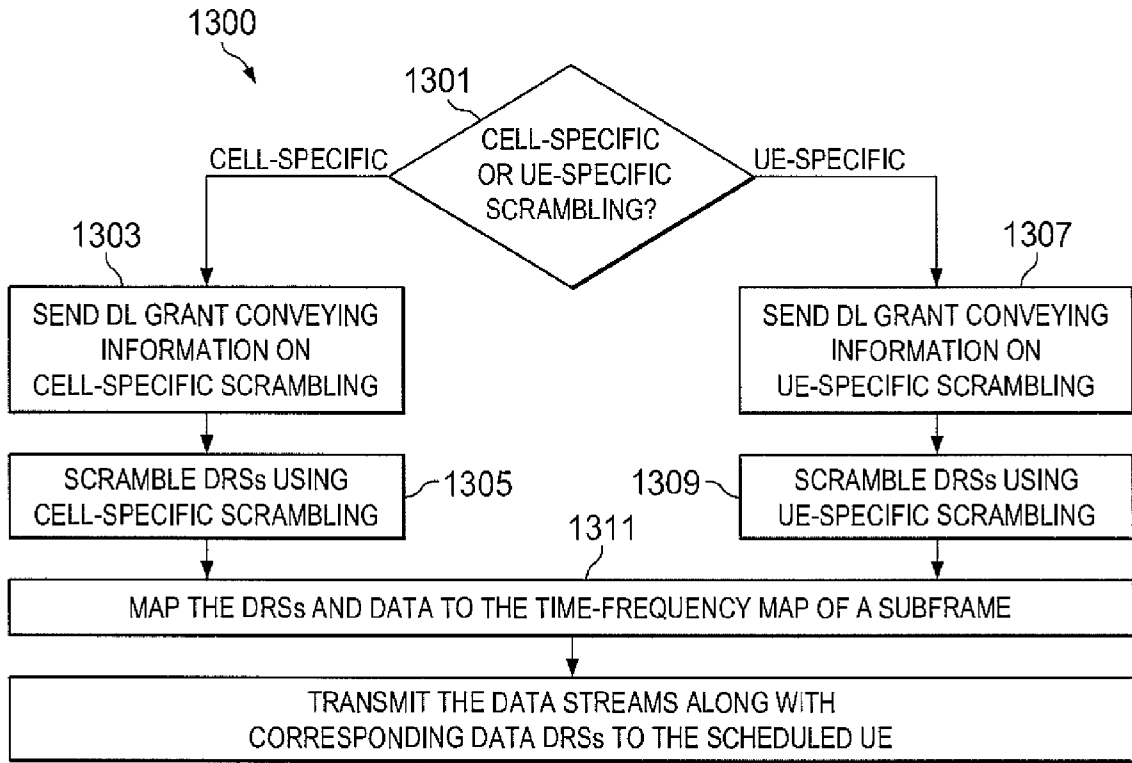 1300
1301
CELL-SPECIFIC
OR UE-SPECIFIC
SCRAMBLING?
CELL-SPECIFIC
UE-SPECIFIC
1303
SEND DL GRANT CONVEYING
INFORMATION ON
CELL-SPECIFIC SCRAMBLING
1307
SEND DL GRANT CONVEYING
INFORMATION ON
UE-SPECIFIC SCRAMBLING
SCRAMBLE DRSs USING
CELL-SPECIFIC SCRAMBLING
1305
1309
SCRAMBLE DRSs USING
UE-SPECIFIC SCRAMBLING
1311
MAP THE DRSs AND DATA TO THE TIME-FREQUENCY MAP OF A SUBFRAME
TRANSMIT THE DATA STREAMS ALONG WITH
CORRESPONDING DATA DRSs TO THE SCHEDULED UE